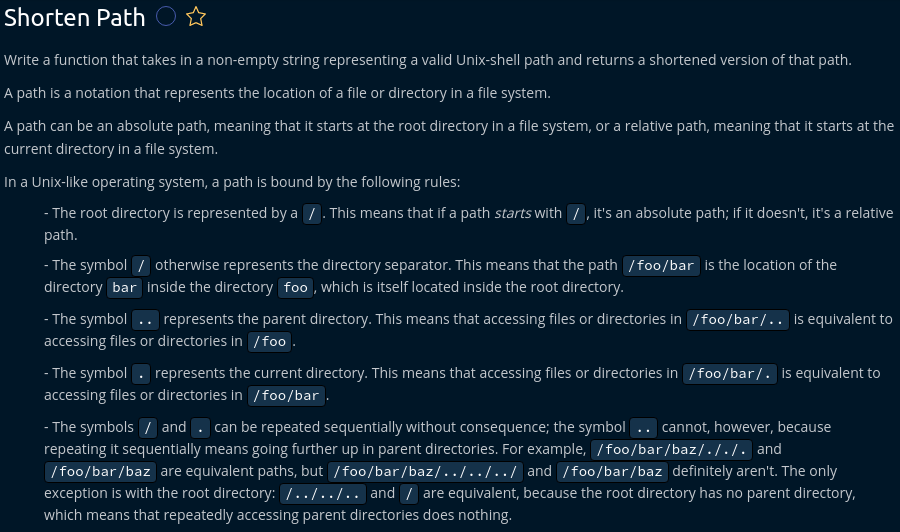 Shorten Path
Write a function that takes in a non-empty string representing a valid Unix-shell path and returns a shortened version of that path.
A path is a notation that represents the location of a file or directory in a file system.
A path can be an absolute path, meaning that it starts at the root directory in a file system, or a relative path, meaning that it starts at the
current directory in a file system.
In a Unix-like operating system, a path is bound by the following rules:
- The root directory is represented by a / . This means that if a path starts with / , it's an absolute path; if it doesn't, it's a relative
path.
- The symbol / otherwise represents the directory separator. This means that the path /foo/bar is the location of the
directory bar inside the directory foo , which is itself located inside the root directory.
- The symbol .. represents the parent directory. This means that accessing files or directories in /foo/bar/.. is equivalent to
accessing files or directories in /foo .
- The symbol . represents the current directory. This means that accessing files or directories in /foo/bar/. is equivalent to
accessing files or directories in /foo/bar .
- The symbols / and . can be repeated sequentially without consequence; the symbol .. cannot, however, because
repeating it sequentially means going further up in parent directories. For example, /foo/bar/baz/././. and
/foo/bar/baz are equivalent paths, but /foo/bar/baz/../../../ and /foo/bar/baz definitely aren't. The only
exception is with the root directory: /../../.. and / are equivalent, because the root directory has no parent directory,
which means that repeatedly accessing parent directories does nothing.